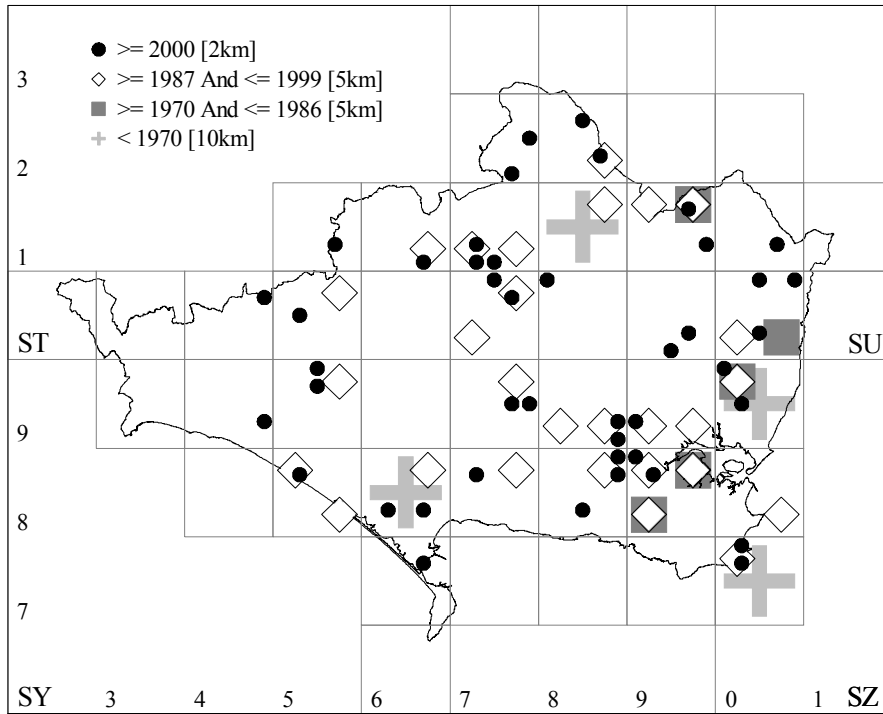 >= 2000 [2km]
>= 1987 And <= 1999 [5km]
>= 1970 And <= 1986 [5km]
< 1970 [10km]
3
2
1
ST SU
9
8
7
SY 3 4 5 6 7 8 9 0 1 SZ